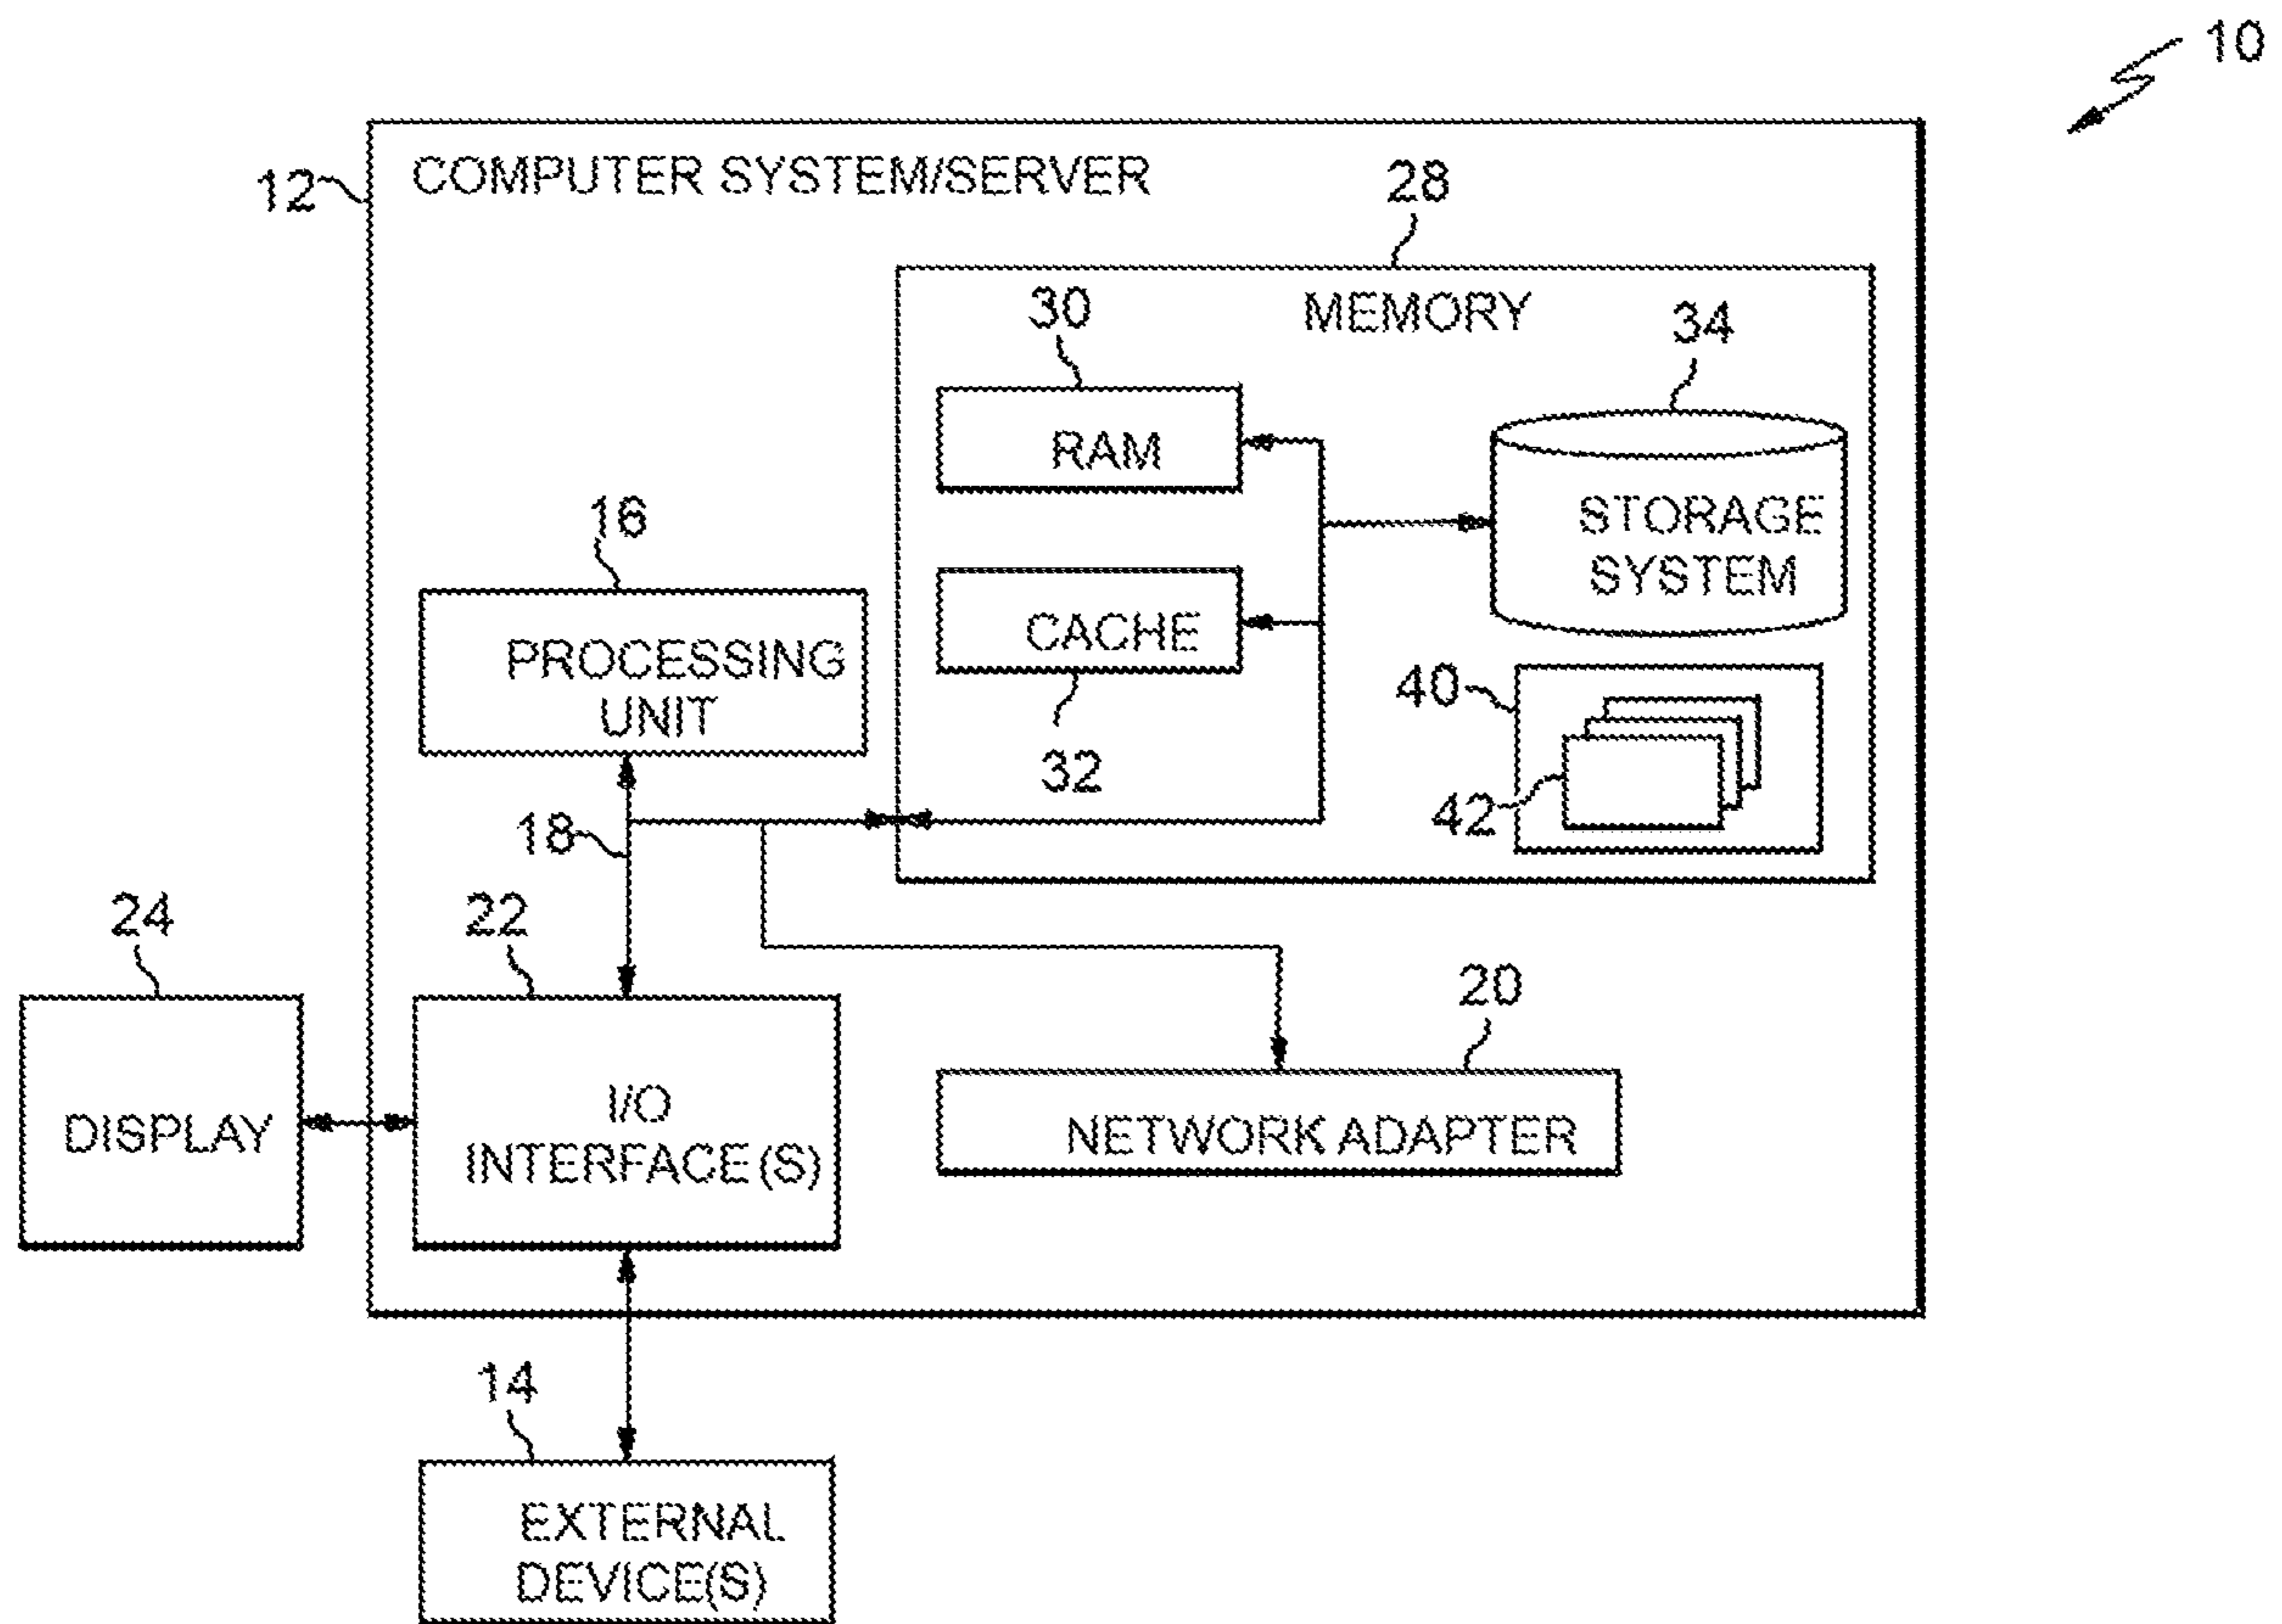 10
12
COMPUTER SYSTEM/SERVER
28
MEMORY
30
34
RAM
STORAGE
SYSTEM
16
PROCESSING
UNIT
CACHE
32
40
42
18
24
22
20
DISPLAY
I/O
INTERFACE(S)
NETWORK ADAPTER
14
EXTERNAL
DEVICE(S)